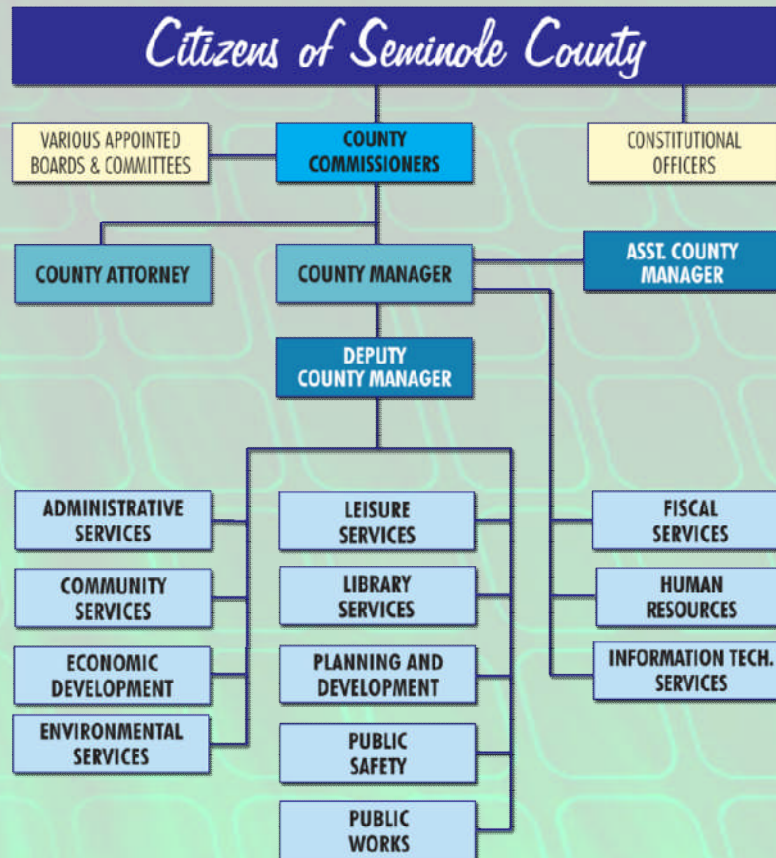 Citizens of Seminole County
VARIOUS APPOINTED
BOARDS & COMMITTEES
COUNTY
COMMISSIONERS
CONSTITUTIONAL
OFFICERS
COUNTY ATTORNEY
COUNTY MANAGER
ASST. COUNTY
MANAGER
DEPUTY
COUNTY MANAGER
ADMINISTRATIVE
SERVICES
COMMUNITY
SERVICES
ECONOMIC
DEVELOPMENT
ENVIRONMENTAL
SERVICES
LEISURE
SERVICES
LIBRARY
SERVICES
PLANNING AND
DEVELOPMENT
PUBLIC
SAFETY
PUBLIC
WORKS
FISCAL
SERVICES
HUMAN
RESOURCES
INFORMATION TECH.
SERVICES